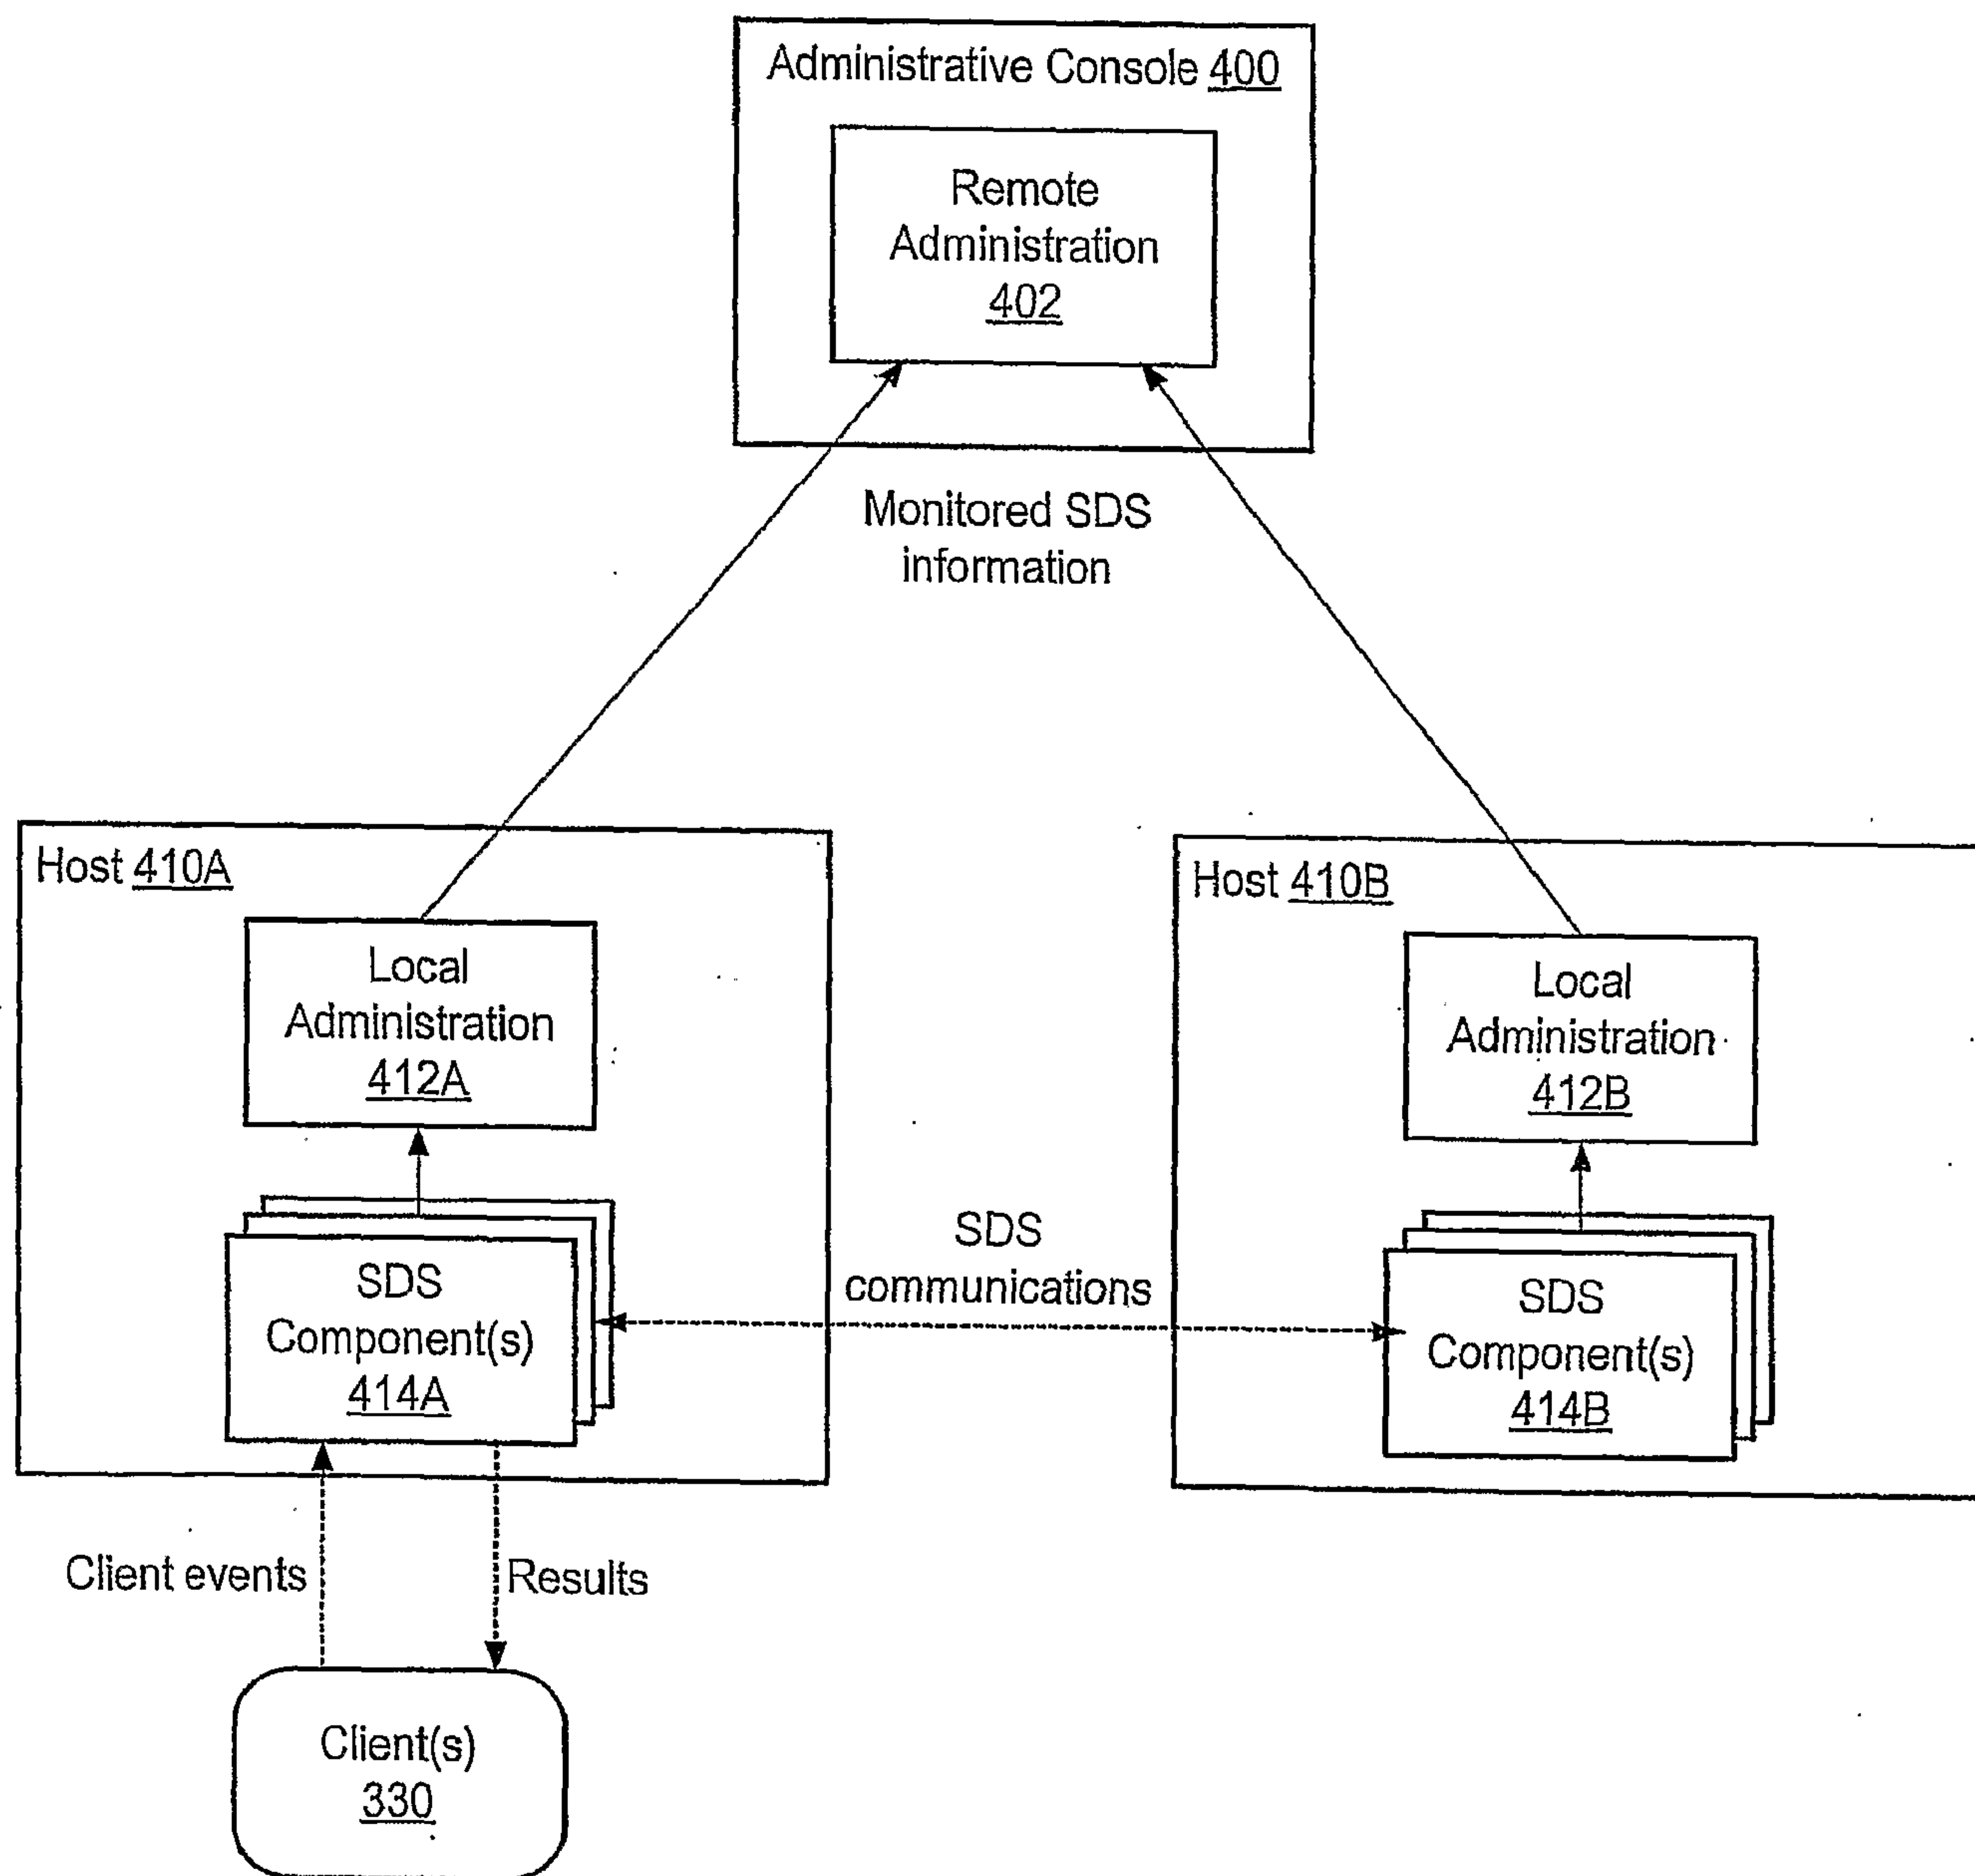 Administrative Console 400
Remote
Administration
402
Monitored SDS
information
Host 410A
Local
Administration
412A
SDS
Component(s)
414A
SDS
communications
Host 410B
Local
Administration
412B
SDS
Component(s)
414B
Client events
Results
Client(s)
330